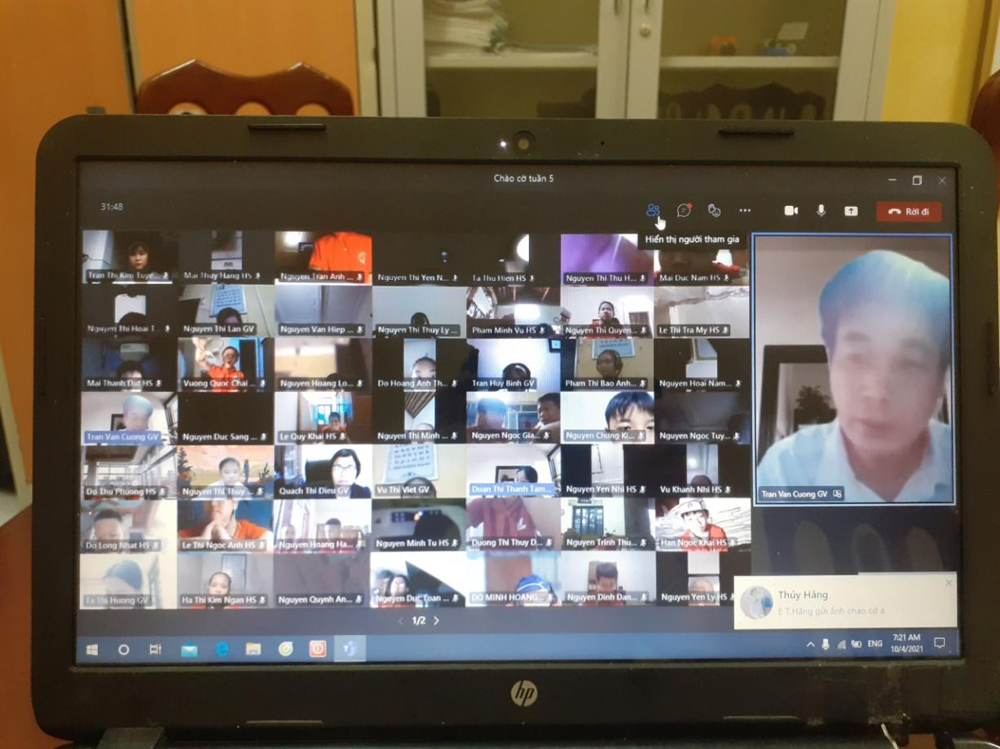 Chào cờ tuần 5
31:48
Rời đi
Hiển thị người tham gia
Tran Thi Kim Tuye...
Mai Thuy Hang HS
Nguyen Tran Anh ...
Nguyen Thi Yen N...
Ta Thu Hien HS
Nguyen Thi Thu H...
Mai Duc Nam HS
Nguyen Thi Hoai T...
Nguyen Thi Lan GV
Nguyen Van Hiep ...
Nguyen Thi Thuy Ly ...
Pham Minh Vu HS
Nguyen Thi Quyen...
Le Thi Tra My HS
Mai Thanh Dat HS
Vuong Quoc Chai ...
Nguyen Hoang Lo...
Do Hoang Anh Th...
Tran Huy Binh GV
Pham Thi Bao Anh...
Nguyen Hoai Nam...
Tran Van Cuong GV
Nguyen Duc Sang ...
Le Quy Khai HS
Nguyen Thi Minh ...
Nguyen Ngoc Gia...
Nguyen Chung Ki...
Nguyen Ngoc Tuy...
Tran Van Cuong GV
Do Thu Phuong HS
Nguyen Thi Thuy ...
Quach Thi Dieu GV
Vu Thi Viet GV
Doan Thi Thanh Tam...
Nguyen Yen Nhi HS
Vu Khanh Nhi HS
Do Long Nhat HS
Le Thi Ngoc Anh HS
Nguyen Hoang Ha...
Nguyen Minh Tu HS
Duong Thi Thuy D...
Nguyen Trinh Thu...
Han Ngoc Khai HS
Ta Thi Huong GV
Ha Thi Kim Ngan HS
Nguyen Quynh An...
Nguyen Duc Toan ...
DO MINH HOANG...
Nguyen Dinh Dan...
Nguyen Yen Ly HS
Thúy Hằng
E T.Hằng gửi ảnh chào cờ ạ
1/2
ENG
7:21 AM
10/4/2021
hp